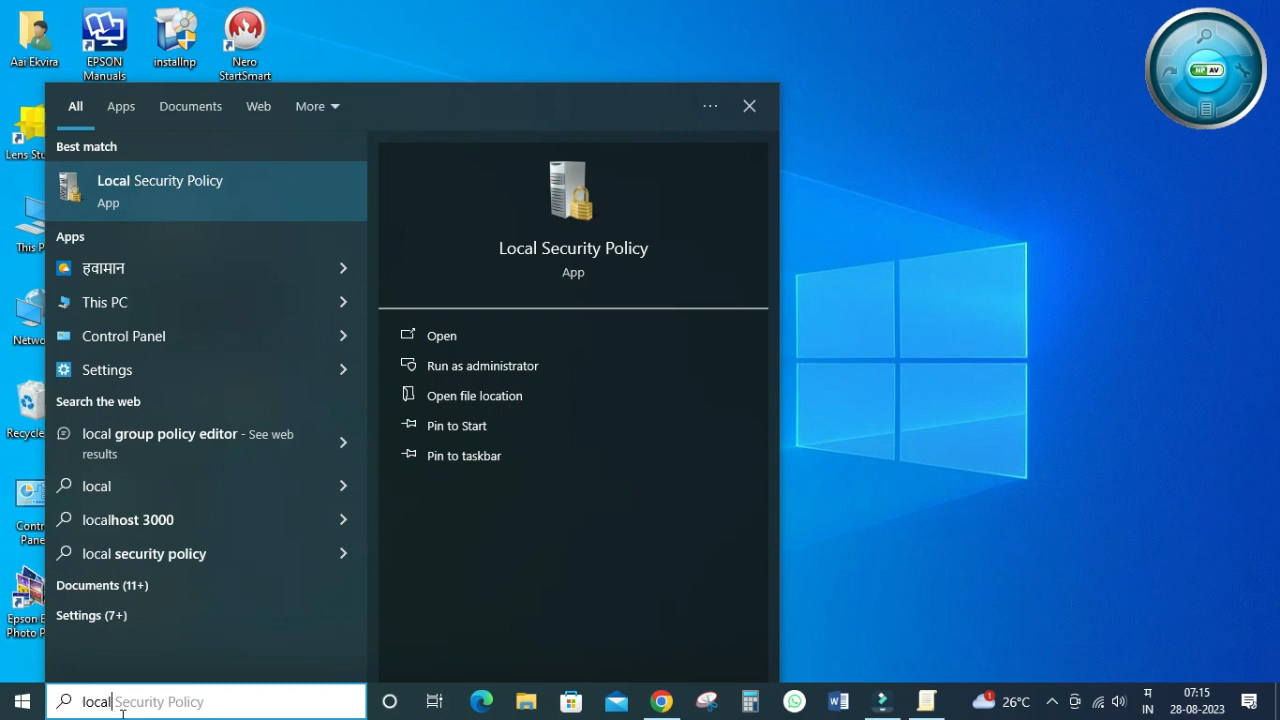 Aai Ekvira
EPSON
Manuals
installnp
Nero
StartSmart
NP AV
All Apps Documents Web More
Best match
Lens Stu
Local Security Policy
App
Local Security Policy
App
Apps
This P
हवामान
This PC
Control Panel
Settings
Netwo
Open
Run as administrator
Open file location
Pin to Start
Pin to taskbar
Search the web
Recycle
local group policy editor - See web
results
local
localhost 3000
local security policy
Contr
Pane
Documents (11+)
Settings (7+)
Epson E
Photo P
local Security Policy
1
26°C
म
IN
07:15
28-08-2023